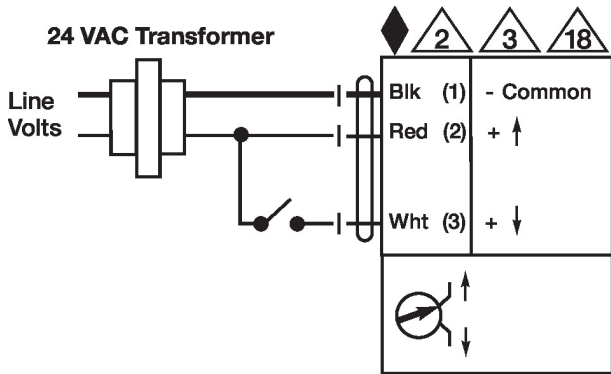 2 3 18
24 VAC Transformer
Line
Volts
Blk (1) - Common
Red (2) + ↑
Wht (3) + ↓